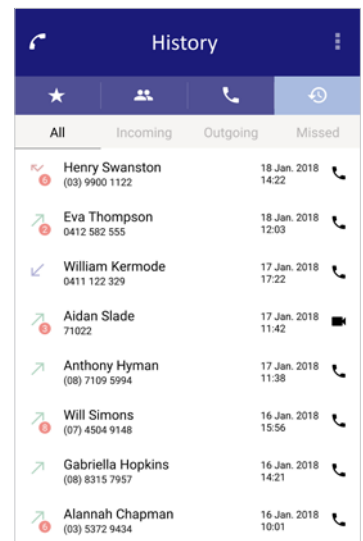 History
All Incoming Outgoing Missed
Henry Swanston 18 Jan. 2018
6 (03) 9900 1122 14:22
Eva Thompson 18 Jan. 2018
2 0412 582 555 12:03
William Kermode 17 Jan. 2018
0411 122 329 17:22
Aidan Slade 17 Jan. 2018
3 71022 11:42
Anthony Hyman 17 Jan. 2018
(08) 7109 5994 11:38
Will Simons 16 Jan. 2018
8 (07) 4504 9148 15:56
Gabriella Hopkins 16 Jan. 2018
(08) 8315 7957 14:21
Alannah Chapman 16 Jan. 2018
6 (03) 5372 9434 10:01